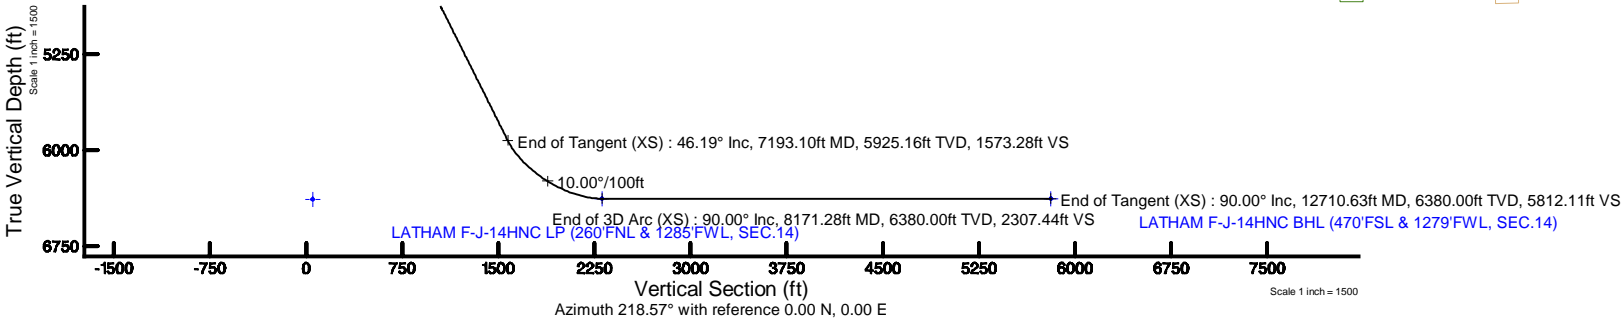 True Vertical Depth (ft)
Scale 1 inch = 1500
5250
6000
6750
End of Tangent (XS) : 46.19° Inc, 7193.10ft MD, 5925.16ft TVD, 1573.28ft VS
10.00°/100ft
End of Tangent (XS) : 90.00° Inc, 12710.63ft MD, 6380.00ft TVD, 5812.11ft VS
End of 3D Arc (XS) : 90.00° Inc, 8171.28ft MD, 6380.00ft TVD, 2307.44ft VS
LATHAM F-J-14HNC BHL (470'FSL & 1279'FWL, SEC.14)
LATHAM F-J-14HNC LP (260'FNL & 1285'FWL, SEC.14)
-1500 -750 0 750 1500 2250 3000 3750 4500 5250 6000 6750 7500
Vertical Section (ft)
Scale 1 inch = 1500
Azimuth 218.57° with reference 0.00 N, 0.00 E